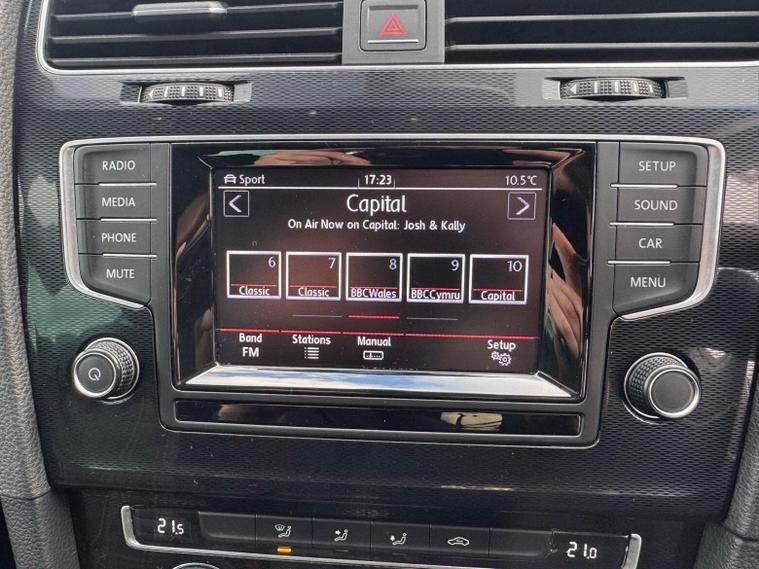 RADIO
MEDIA
PHONE
MUTE
Sport 17:23 10.5°C
Capital
On Air Now on Capital: Josh & Kally
6 7 8 9 10
Classic Classic BBCWales BBCCymru Capital
Band Stations Manual Setup
FM
SETUP
SOUND
CAR
MENU
21.5 21.0